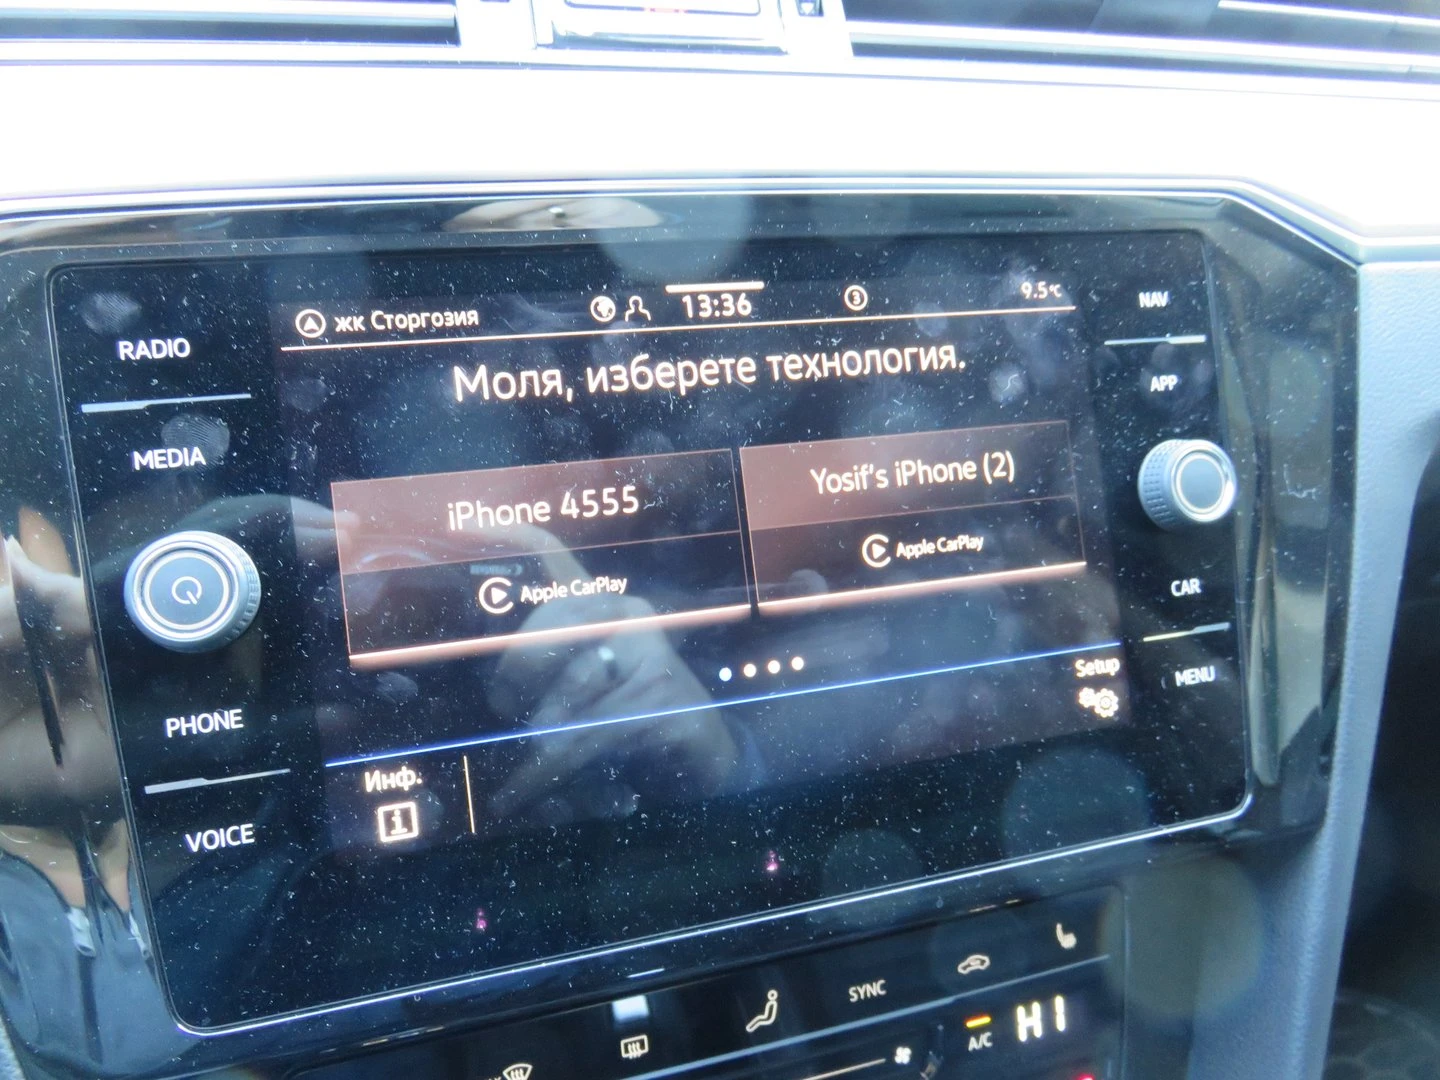 RADIO
MEDIA
PHONE
VOICE
жк Сторгозия
13:36
3
9.5°C
Моля, изберете технология.
iPhone 4555
Apple CarPlay
Yosif's iPhone (2)
Apple CarPlay
Setup
Инф.
i
NAV
APP
CAR
MENU
SYNC
A/C
HI